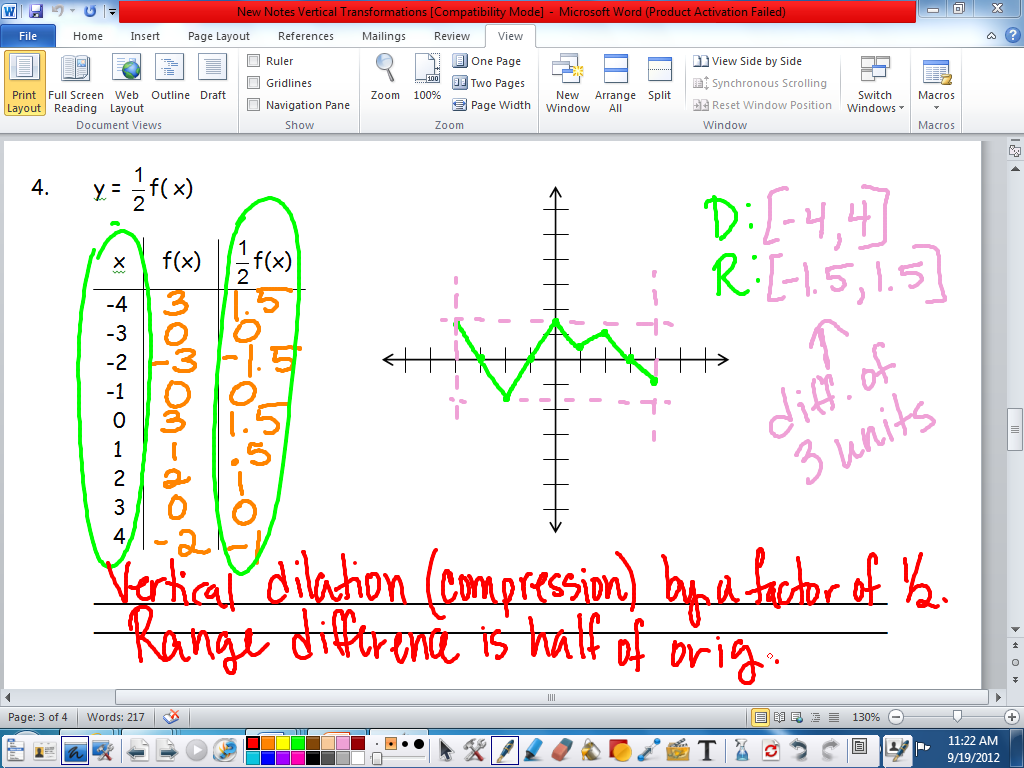 New Notes Vertical Transformations [Compatibility Mode] - Microsoft Word (Product Activation Failed)
File Home Insert Page Layout References Mailings Review View
Print Layout
Full Screen Reading
Web Layout
Outline
Draft
Document Views
Ruler
Gridlines
Navigation Pane
Show
Zoom
100%
One Page
Two Pages
Page Width
Zoom
New Window
Arrange All
Split
View Side by Side
Synchronous Scrolling
Reset Window Position
Window
Switch Windows
Macros
Macros
4. y = 1/2 f( x)
x f(x) 1/2 f(x)
-4 3 1.5
-3 0 0
-2 -3 -1.5
-1 0 0
0 3 1.5
1 1 .5
2 2 1
3 0 0
4 -2 -1
D: [-4, 4]
R: [-1.5, 1.5]
diff. of
3 units
Vertical dilation (compression) by a factor of 1/2.
Range difference is half of orig.
Page: 3 of 4 Words: 217 130%
11:22 AM
9/19/2012